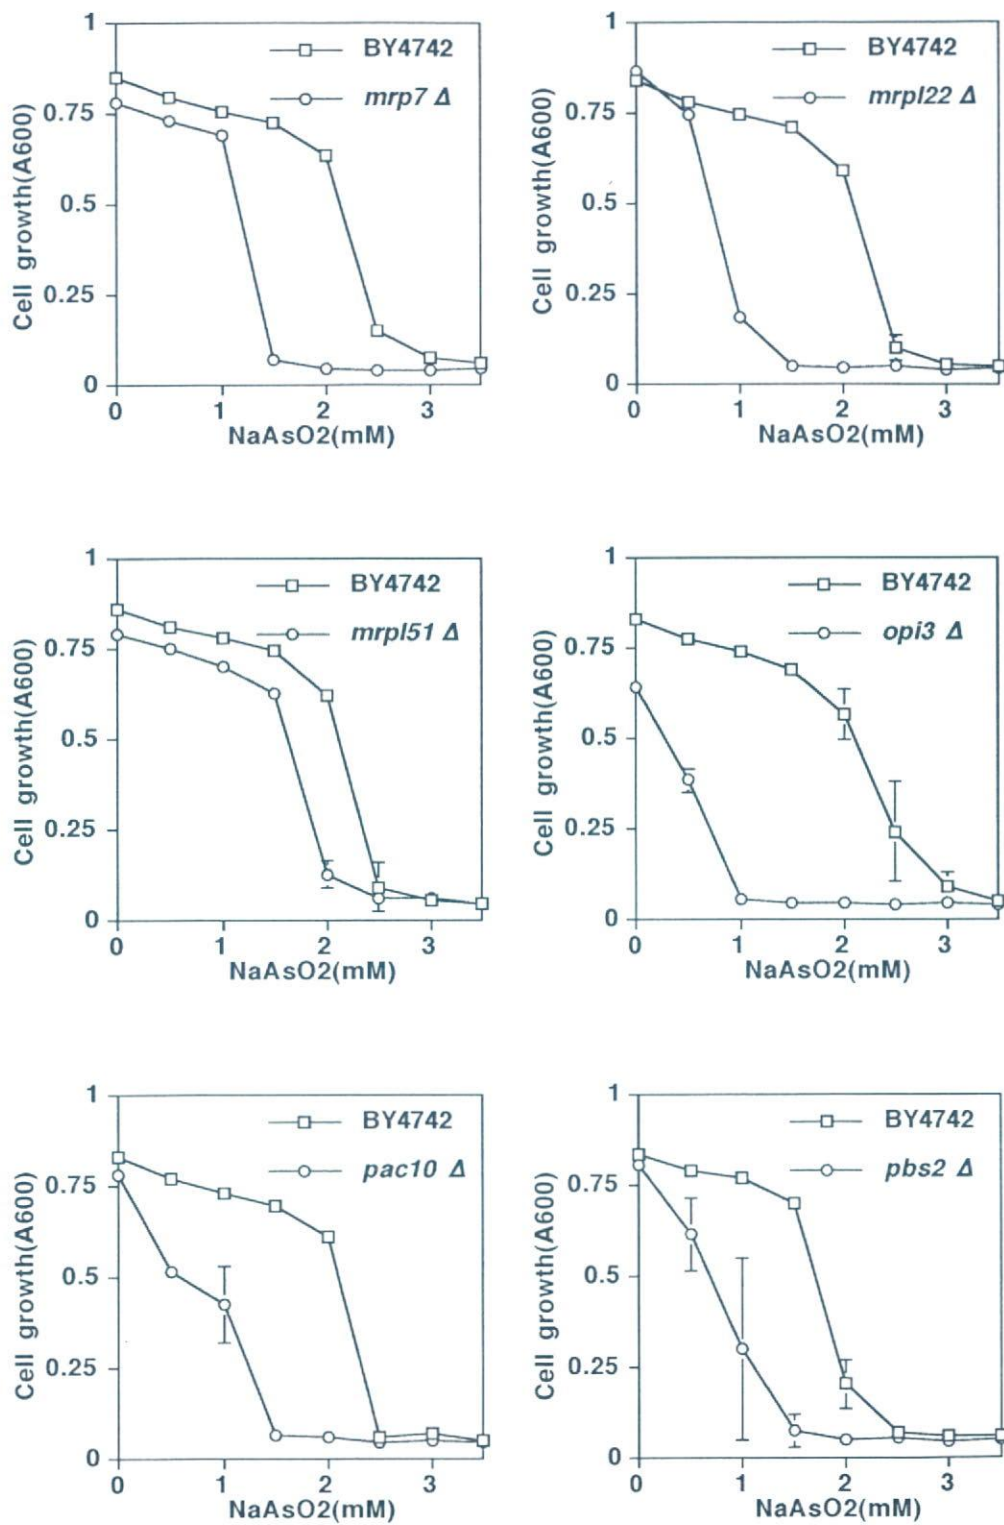 1
BY4742
mrp7 Δ
0.75
0.5
0.25
0
Cell growth(A600)
0 1 2 3
NaAsO2(mM)
1
BY4742
mrpl22 Δ
0.75
0.5
0.25
0
Cell growth(A600)
0 1 2 3
NaAsO2(mM)
1
BY4742
mrpl51 Δ
0.75
0.5
0.25
0
Cell growth(A600)
0 1 2 3
NaAsO2(mM)
1
BY4742
opi3 Δ
0.75
0.5
0.25
0
Cell growth(A600)
0 1 2 3
NaAsO2(mM)
1
BY4742
pac10 Δ
0.75
0.5
0.25
0
Cell growth(A600)
0 1 2 3
NaAsO2(mM)
1
BY4742
pbs2 Δ
0.75
0.5
0.25
0
Cell growth(A600)
0 1 2 3
NaAsO2(mM)